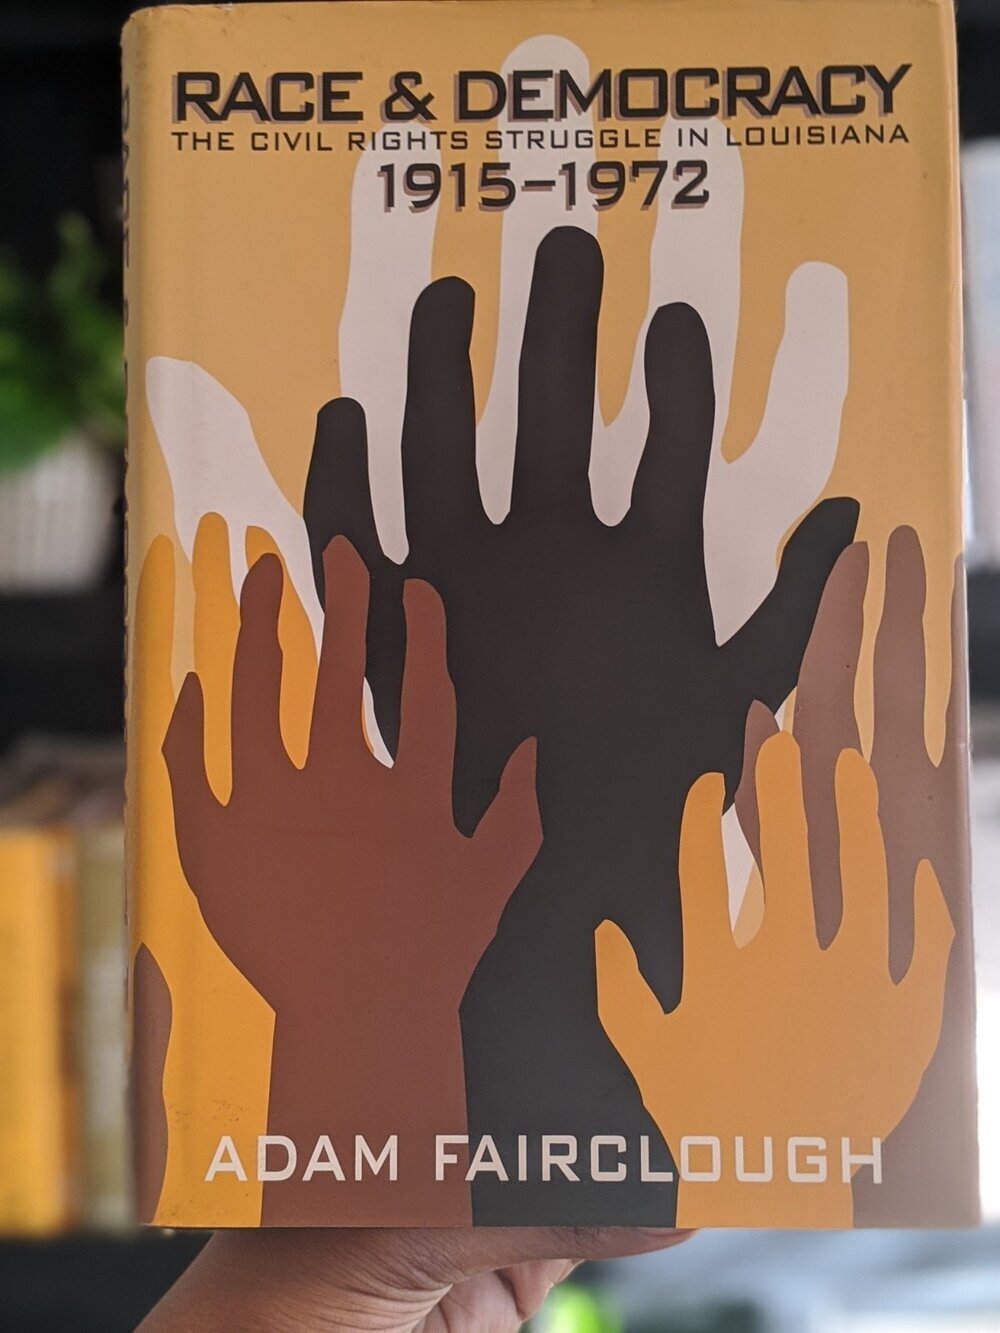 RACE & DEMOCRACY
THE CIVIL RIGHTS STRUGGLE IN LOUISIANA
1915–1972
ADAM FAIRCLOUGH